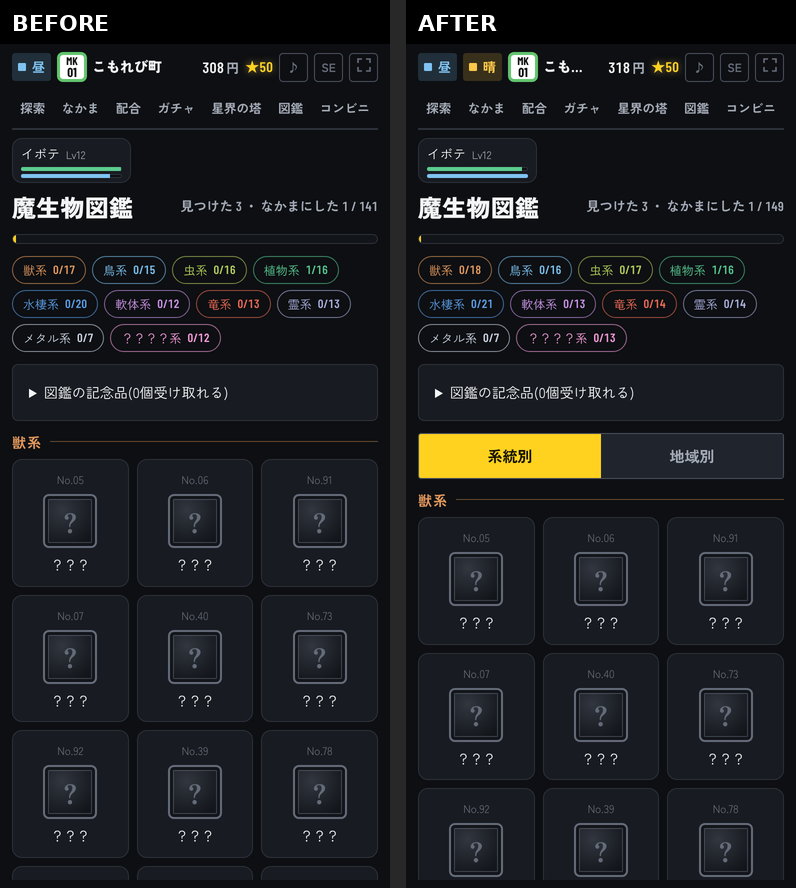 BEFORE
昼 MK 01 こもれび町 308円 ★50 ♪ SE
探索 なかま 配合 ガチャ 星界の塔 図鑑 コンビニ
イポテ Lv12
魔生物図鑑 見つけた 3 ・ なかまにした 1 / 141
獣系 0/17 鳥系 0/15 虫系 0/16 植物系 1/16
水棲系 0/20 軟体系 0/12 竜系 0/13 霊系 0/13
メタル系 0/7 ????系 0/12
▶ 図鑑の記念品(0個受け取れる)
獣系
No.05 No.06 No.91
? ? ?
??? ??? ???
No.07 No.40 No.73
? ? ?
??? ??? ???
No.92 No.39 No.78
? ? ?
??? ??? ???
AFTER
昼 晴 MK 01 こも... 318円 ★50 ♪ SE
探索 なかま 配合 ガチャ 星界の塔 図鑑 コンビニ
イポテ Lv12
魔生物図鑑 見つけた 3 ・ なかまにした 1 / 149
獣系 0/18 鳥系 0/16 虫系 0/17 植物系 1/16
水棲系 0/21 軟体系 0/13 竜系 0/14 霊系 0/14
メタル系 0/7 ????系 0/13
▶ 図鑑の記念品(0個受け取れる)
系統別 地域別
獣系
No.05 No.06 No.91
? ? ?
??? ??? ???
No.07 No.40 No.73
? ? ?
??? ??? ???
No.92 No.39 No.78
? ? ?